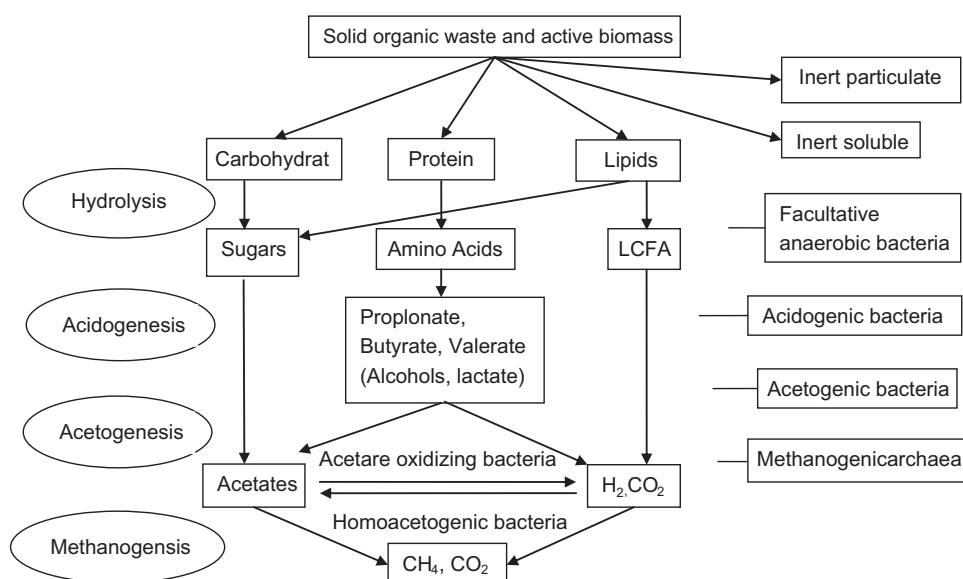 Solid organic waste and active biomass
Inert particulate
Inert soluble
Carbohydrat
Protein
Lipids
Hydrolysis
Facultative
anaerobic bacteria
Sugars
Amino Acids
LCFA
Acidogenesis
Proplonate,
Butyrate, Valerate
(Alcohols, lactate)
Acidogenic bacteria
Acetogenic bacteria
Acetogenesis
Acetare oxidizing bacteria
Methanogenicarchaea
Acetates
H₂,CO₂
Homoacetogenic bacteria
Methanogensis
CH₄, CO₂